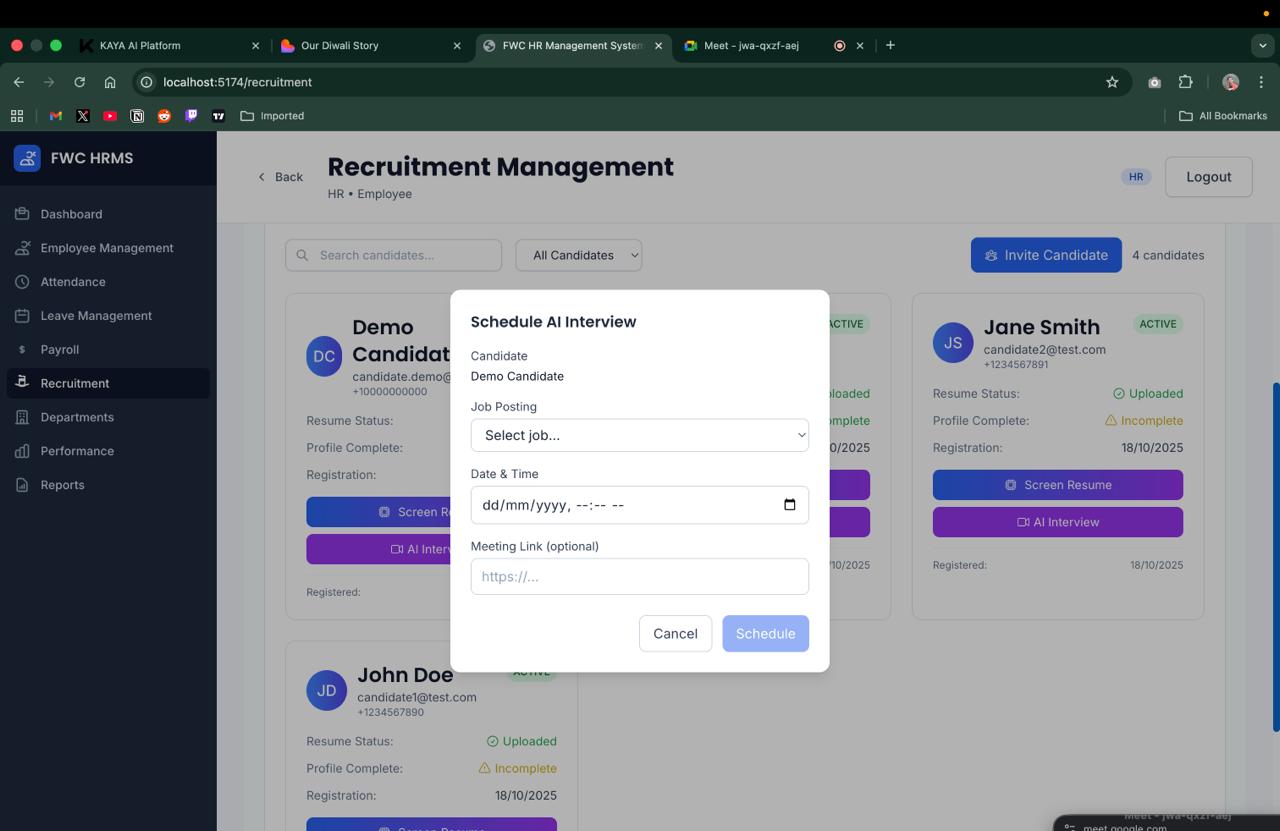 KAYA AI Platform
Our Diwali Story
FWC HR Management System
Meet - jwa-qxzf-aej
localhost:5174/recruitment
Imported
All Bookmarks
FWC HRMS
Dashboard
Employee Management
Attendance
Leave Management
$ Payroll
Recruitment
Departments
Performance
Reports
Back
Recruitment Management
HR • Employee
HR
Logout
Search candidates...
All Candidates
Invite Candidate
4 candidates
DC
Demo
Candidat
candidate.demo@
+10000000000
Resume Status:
Profile Complete:
Registration:
Screen Re
AI Interv
Registered:
Schedule AI Interview
Candidate
Demo Candidate
Job Posting
Select job...
Date & Time
dd/mm/yyyy, --:-- --
Meeting Link (optional)
https://...
Cancel
Schedule
ACTIVE
ploaded
omplete
0/2025
/10/2025
JS
Jane Smith
ACTIVE
candidate2@test.com
+1234567891
Resume Status:
Uploaded
Profile Complete:
Incomplete
Registration:
18/10/2025
Screen Resume
AI Interview
Registered:
18/10/2025
JD
John Doe
ACTIVE
candidate1@test.com
+1234567890
Resume Status:
Uploaded
Profile Complete:
Incomplete
Registration:
18/10/2025
Screen Resume
Meet - jwa-qxzf-aej
meet.google.com